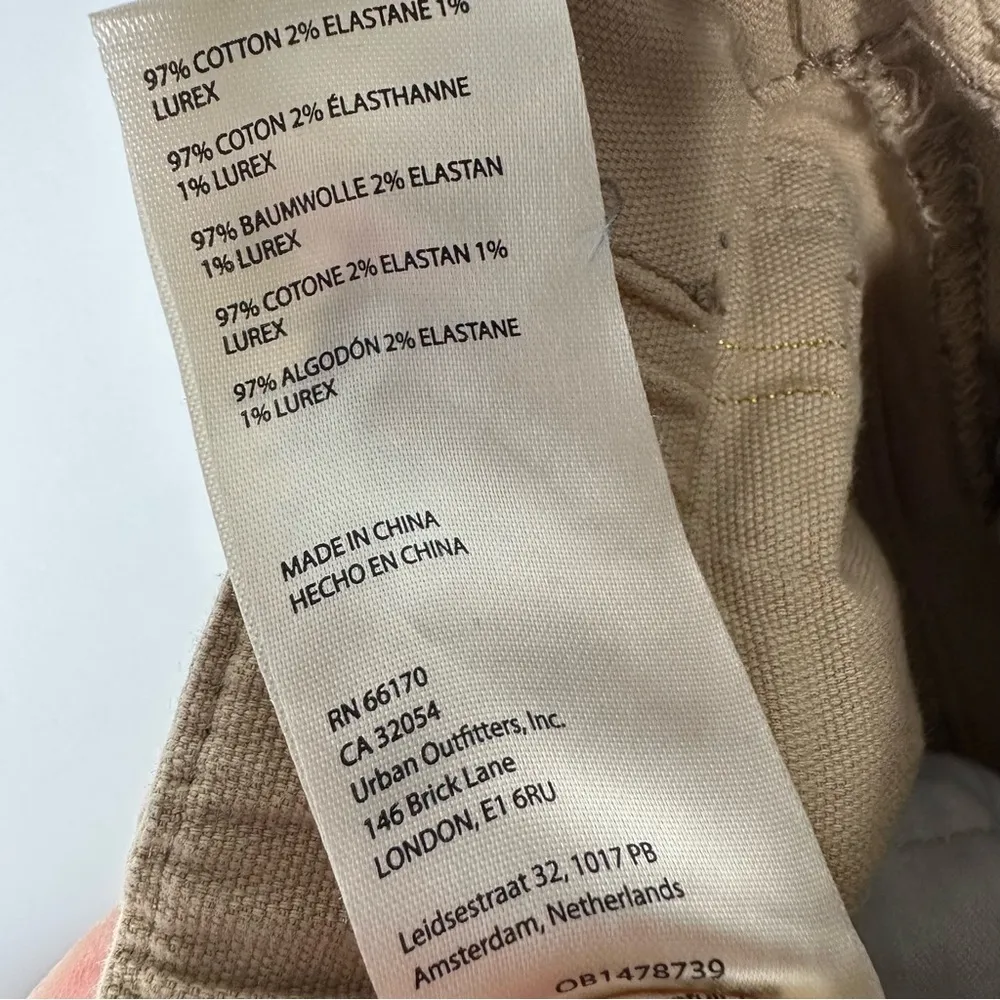 97% COTTON 2% ELASTANE 1%
LUREX
97% COTON 2% ÉLASTHANNE
1% LUREX
97% BAUMWOLLE 2% ELASTAN
1% LUREX
97% COTONE 2% ELASTAN 1%
LUREX
97% ALGODÓN 2% ELASTANE
1% LUREX
MADE IN CHINA
HECHO EN CHINA
RN 66170
CA 32054
Urban Outfitters, Inc.
146 Brick Lane
LONDON, E1 6RU
Leidsestraat 32, 1017 PB
Amsterdam, Netherlands
OB1478739